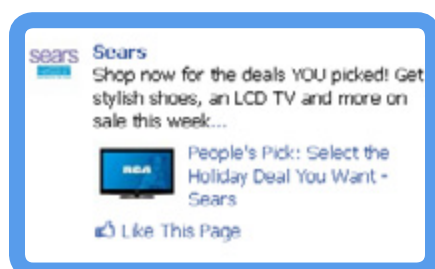 sears
Sears
Shop now for the deals YOU picked! Get
stylish shoes, an LCD TV and more on
sale this week...
RCA
People's Pick: Select the
Holiday Deal You Want -
Sears
Like This Page